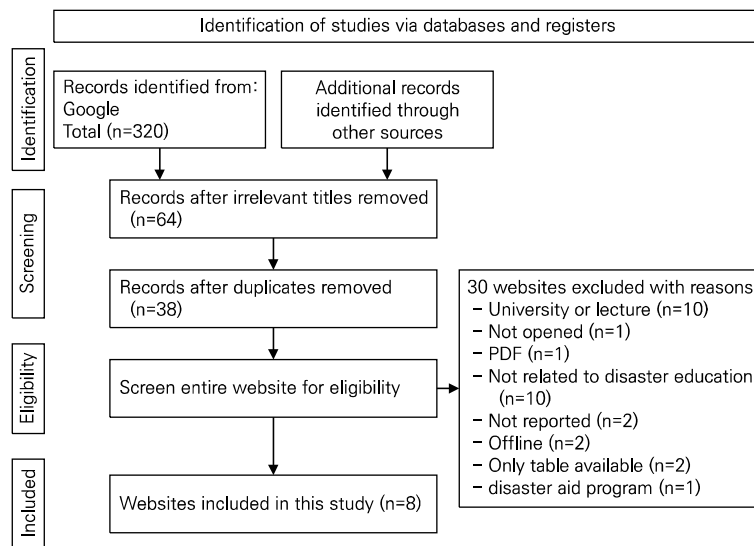 Identification of studies via databases and registers
Identification
Records identified from:
Google
Total (n=320)
Additional records
identified through
other sources
Screening
Records after irrelevant titles removed
(n=64)
Records after duplicates removed
(n=38)
30 websites excluded with reasons
– University or lecture (n=10)
– Not opened (n=1)
– PDF (n=1)
– Not related to disaster education
(n=10)
– Not reported (n=2)
– Offline (n=2)
– Only table available (n=2)
– disaster aid program (n=1)
Eligibility
Screen entire website for eligibility
Included
Websites included in this study (n=8)